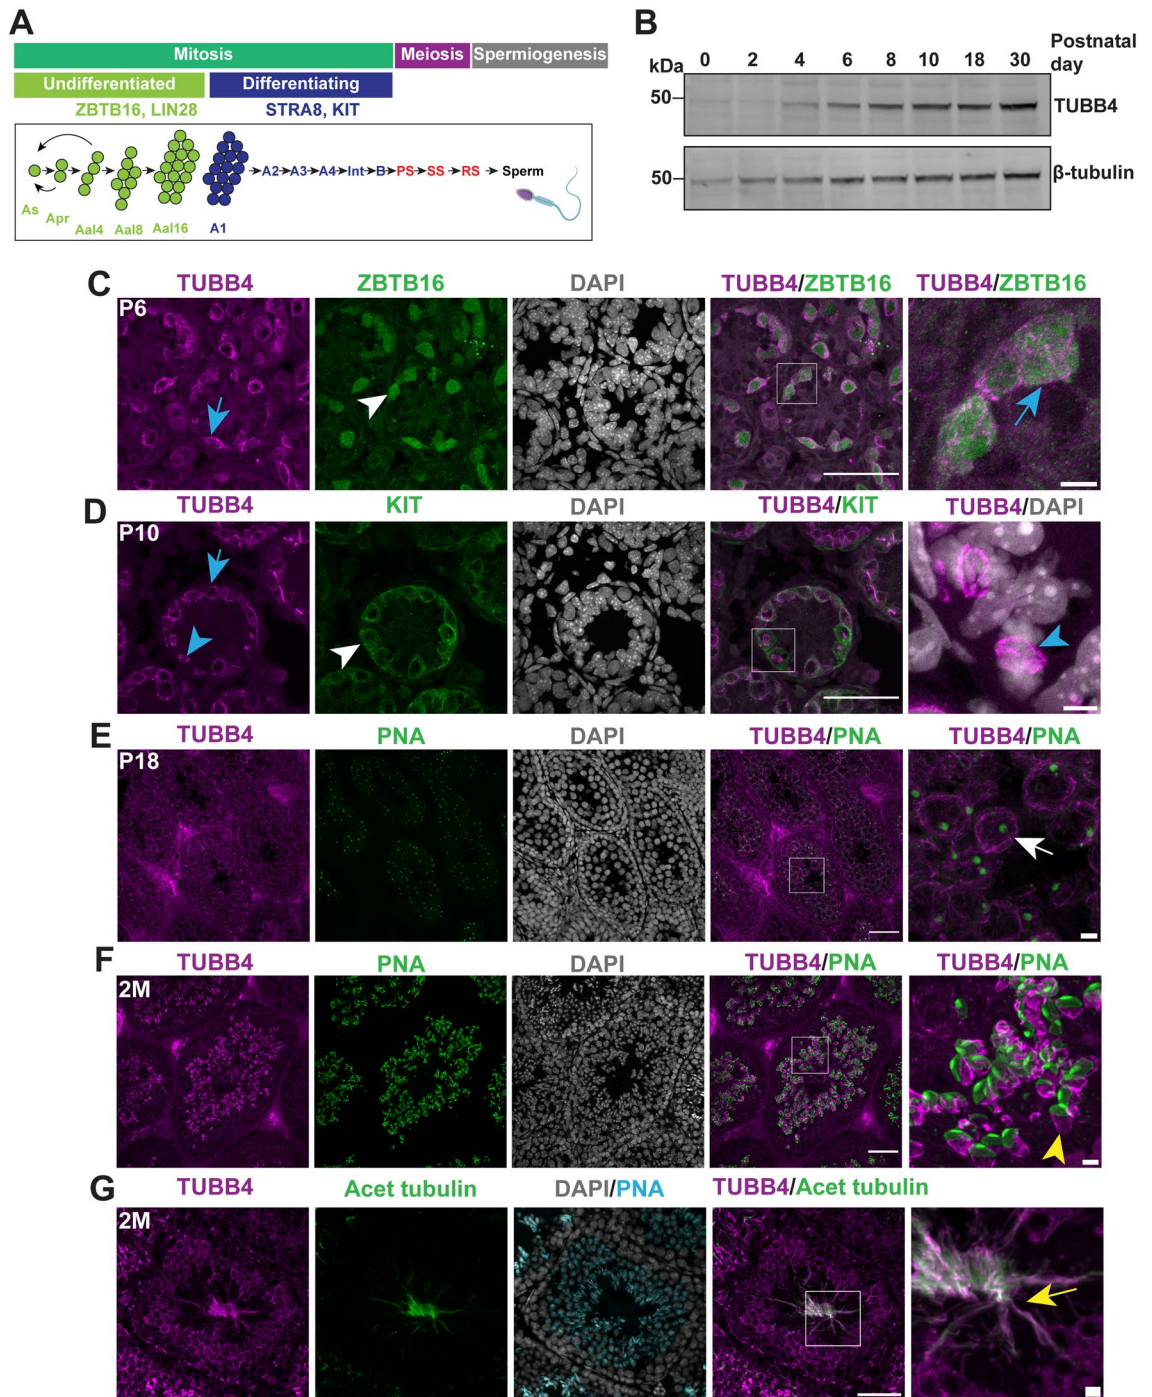 A
Mitosis Meiosis Spermiogenesis
Undifferentiated Differentiating
ZBTB16, LIN28 STRA8, KIT
A2 A3 A4 Int B PS SS RS Sperm
As Apr Aal4 Aal8 Aal16 A1
B
kDa 0 2 4 6 8 10 18 30 Postnatal
day
50 TUBB4
50 β-tubulin
C TUBB4 ZBTB16 DAPI TUBB4/ZBTB16 TUBB4/ZBTB16
P6
D TUBB4 KIT DAPI TUBB4/KIT TUBB4/DAPI
P10
E TUBB4 PNA DAPI TUBB4/PNA TUBB4/PNA
P18
F TUBB4 PNA DAPI TUBB4/PNA TUBB4/PNA
2M
G TUBB4 Acet tubulin DAPI/PNA TUBB4/Acet tubulin
2M